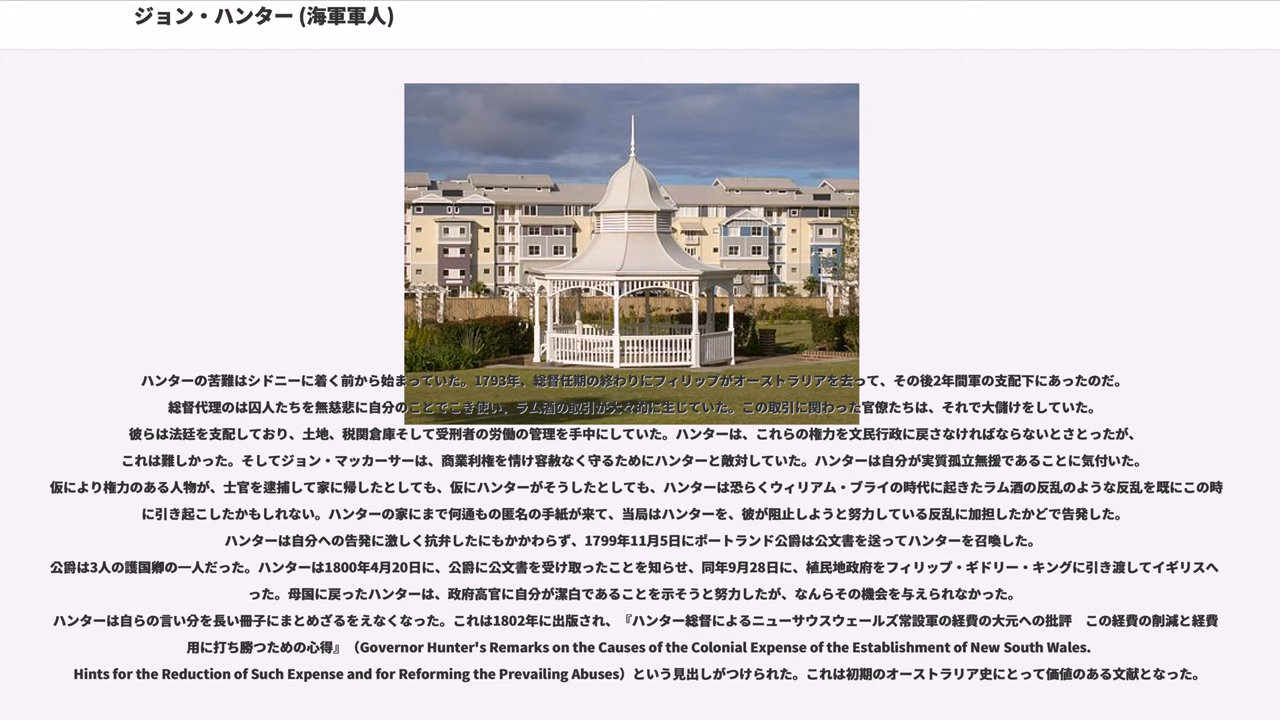 ジョン・ハンター (海軍軍人)
ハンターの苦難はシドニーに着く前から始まっていた。1793年、総督任期の終わりにフィリップがオーストラリアを去って、その後2年間軍の支配下にあったのだ。
総督代理のは囚人たちを無慈悲に自分のことでこき使い、ラム酒の取引が大々的に生じていた。この取引に関わった官僚たちは、それで大儲けをしていた。
彼らは法廷を支配しており、土地、税関倉庫そして受刑者の労働の管理を手中にしていた。ハンターは、これらの権力を文民行政に戻さなければならないとさとったが、
これは難しかった。そしてジョン・マッカーサーは、商業利権を情け容赦なく守るためにハンターと敵対していた。ハンターは自分が実質孤立無援であることに気付いた。
仮により権力のある人物が、士官を逮捕して家に帰したとしても、仮にハンターがそうしたとしても、ハンターは恐らくウィリアム・ブライの時代に起きたラム酒の反乱のような反乱を既にこの時
に引き起こしたかもしれない。ハンターの家にまで何通もの匿名の手紙が来て、当局はハンターを、彼が阻止しようと努力している反乱に加担したかどで告発した。
ハンターは自分への告発に激しく抗弁したにもかかわらず、1799年11月5日にポートランド公爵は公文書を送ってハンターを召喚した。
公爵は3人の護国卿の一人だった。ハンターは1800年4月20日に、公爵に公文書を受け取ったことを知らせ、同年9月28日に、植民地政府をフィリップ・ギドリー・キングに引き渡してイギリスへ
った。母国に戻ったハンターは、政府高官に自分が潔白であることを示そうと努力したが、なんらその機会を与えられなかった。
ハンターは自らの言い分を長い冊子にまとめざるをえなくなった。これは1802年に出版され、『ハンター総督によるニューサウスウェールズ常設軍の経費の大元への批評　この経費の削減と経費
用に打ち勝つための心得』（Governor Hunter's Remarks on the Causes of the Colonial Expense of the Establishment of New South Wales.
Hints for the Reduction of Such Expense and for Reforming the Prevailing Abuses）という見出しがつけられた。これは初期のオーストラリア史にとって価値のある文献となった。